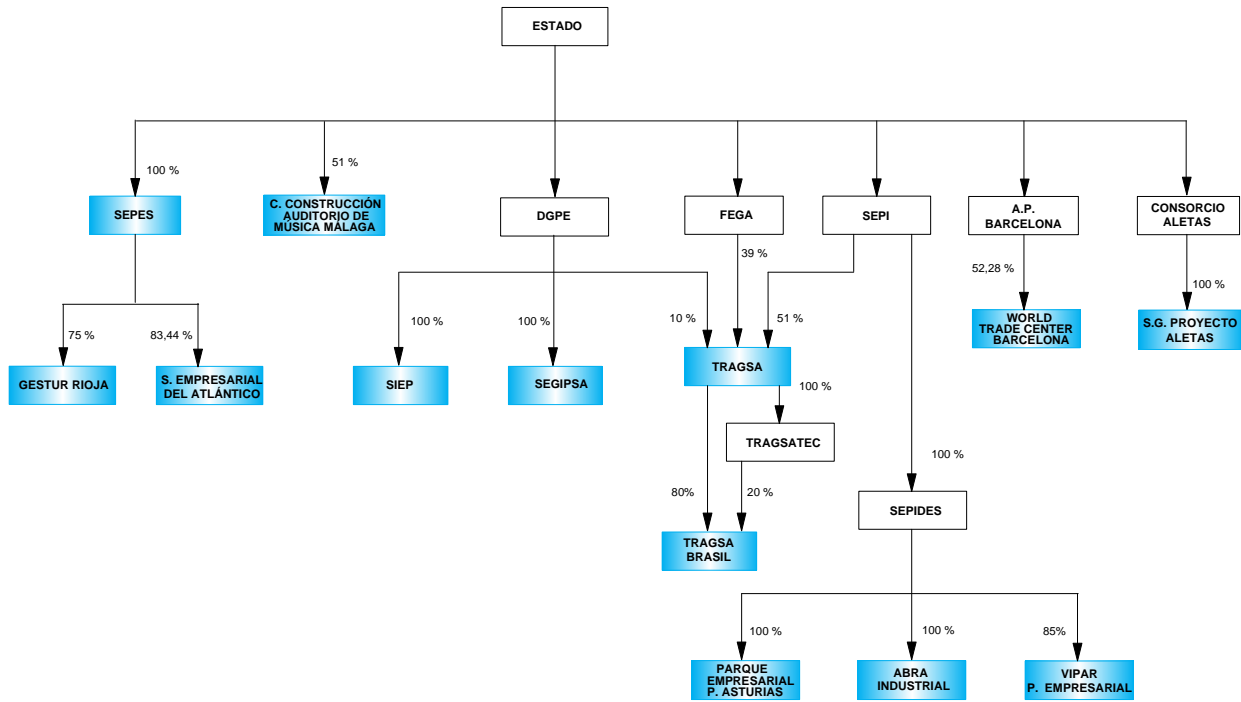 ESTADO
100 %
51 %
SEPES
C. CONSTRUCCIÓN
AUDITORIO DE
MÚSICA MÁLAGA
DGPE
FEGA
SEPI
A.P.
BARCELONA
CONSORCIO
ALETAS
39 %
52,28 %
100 %
75 %
83,44 %
100 %
100 %
10 %
51 %
WORLD
TRADE CENTER
BARCELONA
S.G. PROYECTO
ALETAS
GESTUR RIOJA
S. EMPRESARIAL
DEL ATLÁNTICO
SIEP
SEGIPSA
TRAGSA
100 %
TRAGSATEC
100 %
80%
20 %
SEPIDES
TRAGSA
BRASIL
100 %
100 %
85%
PARQUE
EMPRESARIAL
P. ASTURIAS
ABRA
INDUSTRIAL
VIPAR
P. EMPRESARIAL